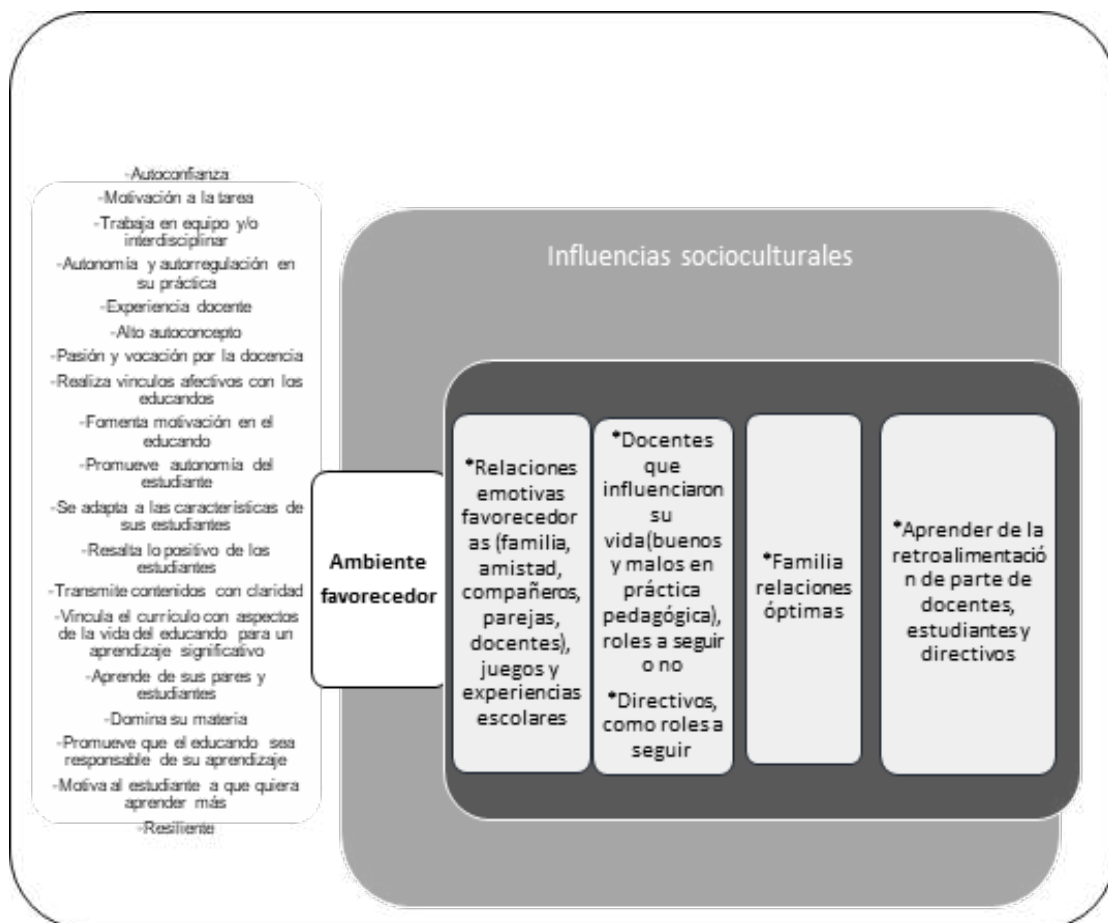 -Autoconfianza
-Motivación a la tarea
-Trabaja en equipo y/o
interdisciplinar
-Autonomía y autorregulación en
su práctica
-Experiencia docente
-Alto autoconcepto
-Pasión y vocación por la docencia
-Realiza vinculos afectivos con los
educandos
-Fomenta motivación en el
educando
-Promueve autonomía del
estudiante
-Se adapta a las características de
sus estudiantes
-Resalta lo positivo de los
estudiantes
-Transmite contenidos con claridad
-Vincula el currículo con aspectos
de la vida del educando para un
aprendizaje significativo
-Aprende de sus pares y
estudiantes
-Domina su materia
-Promueve que el educando sea
responsable de su aprendizaje
-Motiva al estudiante a que quiera
aprender más
-Resiliente
Influencias socioculturales
Ambiente
favorecedor
*Relaciones
emotivas
favorecedor
as (familia,
amistad,
compañeros,
parejas,
docentes),
juegos y
experiencias
escolares
*Docentes
que
influenciaron
su
vida(buenos
y malos en
práctica
pedagógica),
roles a seguir
o no
*Directivos,
como roles a
seguir
*Familia
relaciones
óptimas
*Aprender de la
retroalimentació
n de parte de
docentes,
estudiantes y
directivos